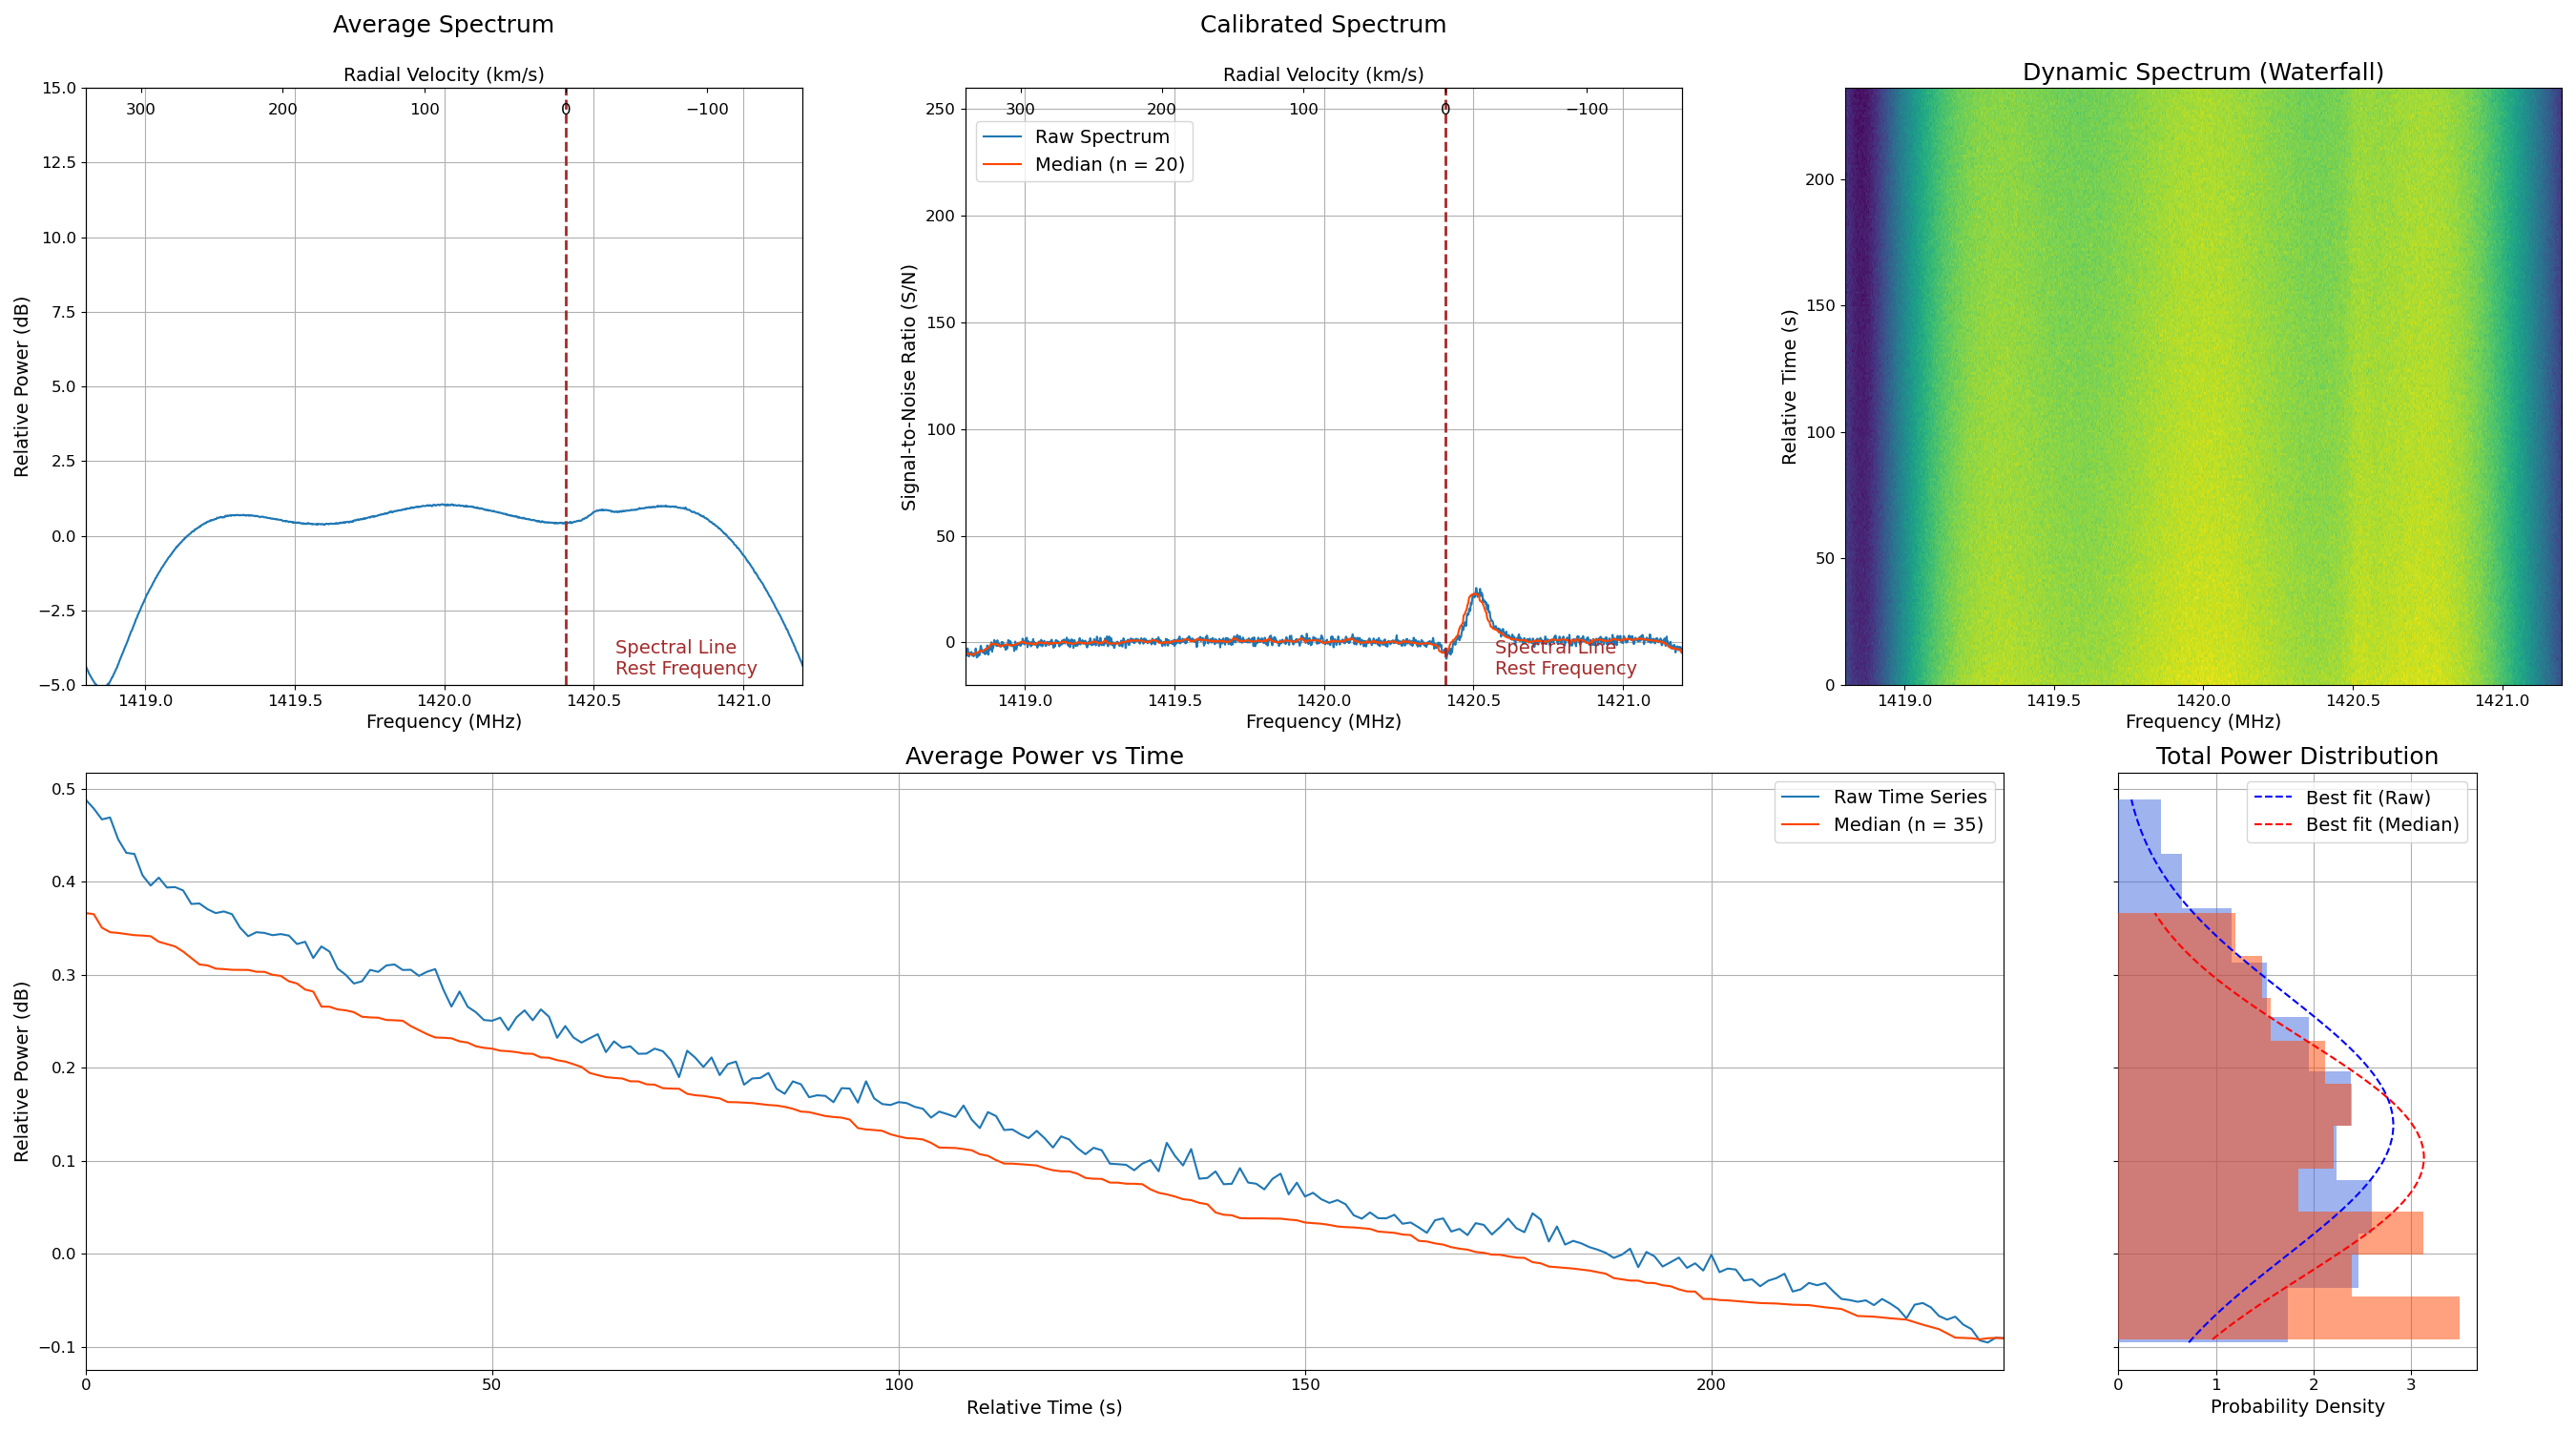 Average Spectrum
Radial Velocity (km/s)
300 200 100 0 −100
15.0
12.5
10.0
7.5
5.0
2.5
0.0
−2.5
−5.0
Relative Power (dB)
Spectral Line
Rest Frequency
1419.0 1419.5 1420.0 1420.5 1421.0
Frequency (MHz)
Calibrated Spectrum
Radial Velocity (km/s)
300 200 100 0 −100
Raw Spectrum
Median (n = 20)
250
200
150
100
50
0
Signal-to-Noise Ratio (S/N)
Spectral Line
Rest Frequency
1419.0 1419.5 1420.0 1420.5 1421.0
Frequency (MHz)
Dynamic Spectrum (Waterfall)
200
150
100
50
0
Relative Time (s)
1419.0 1419.5 1420.0 1420.5 1421.0
Frequency (MHz)
Average Power vs Time
Raw Time Series
Median (n = 35)
0.5
0.4
0.3
0.2
0.1
0.0
−0.1
Relative Power (dB)
0 50 100 150 200
Relative Time (s)
Total Power Distribution
Best fit (Raw)
Best fit (Median)
0 1 2 3
Probability Density